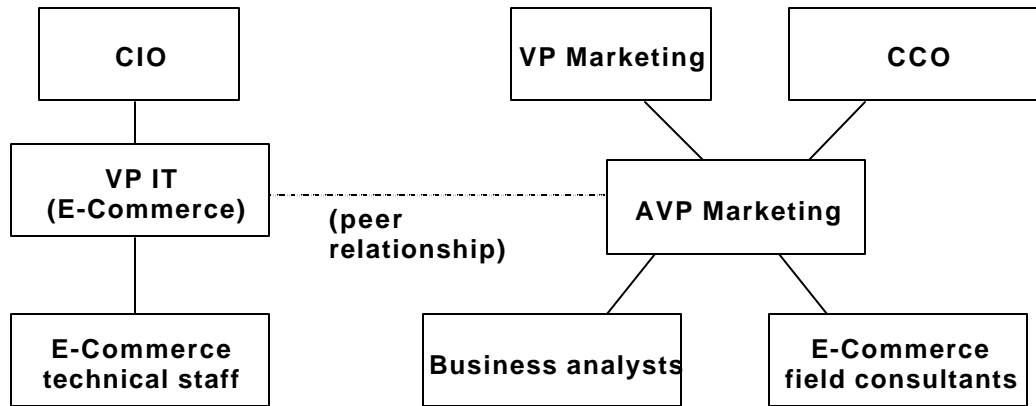 CIO
VP Marketing
CCO
VP IT
(E-Commerce)
(peer
relationship)
AVP Marketing
E-Commerce
technical staff
Business analysts
E-Commerce
field consultants